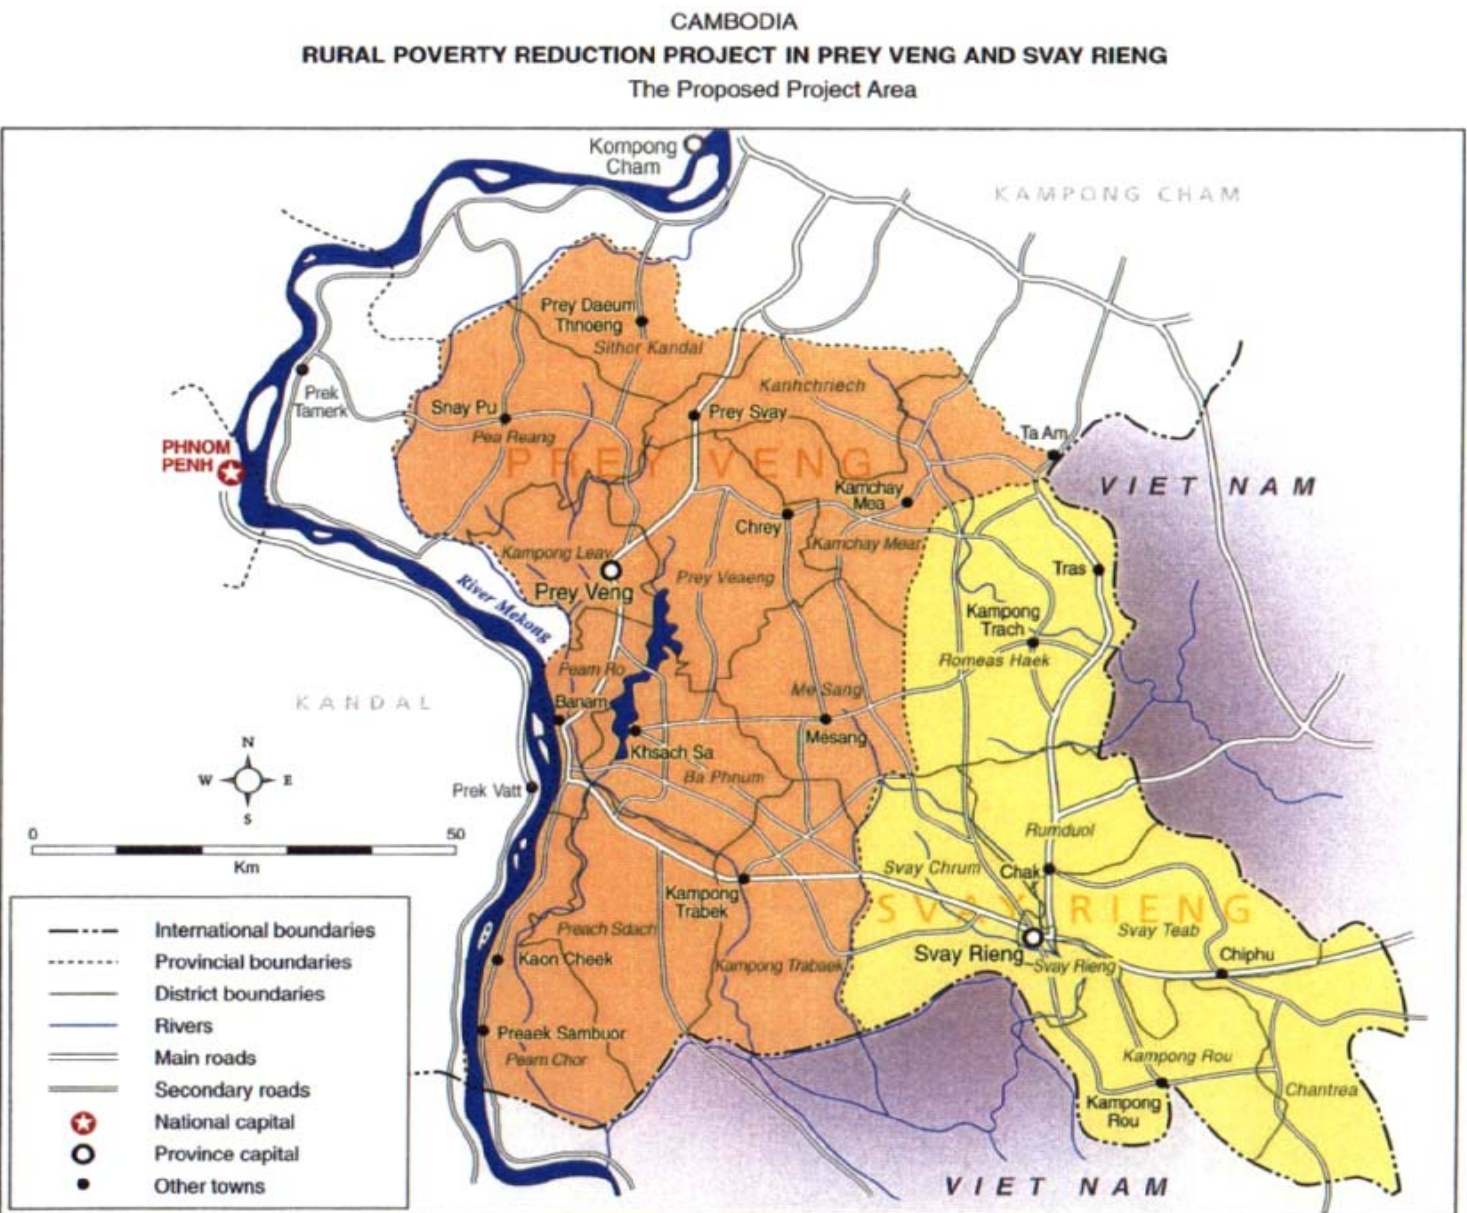 CAMBODIA
RURAL POVERTY REDUCTION PROJECT IN PREY VENG AND SVAY RIENG
The Proposed Project Area
Kompong
Cham
KAMPONG CHAM
Prey Daeum
Thnoeng
Sithor Kandal
Kanhchriech
Prek
Tamerk
Snay Pu
Prey Svay
Pea Reang
Ta Am
PHNOM
PENH
PREY VENG
VIET NAM
Kamchay
Mea
Chrey
Kamchay Mear
Kampong Leav
Prey Veng
Prey Veaeng
Tras
River Mekong
Kampong
Trach
Romeas Haek
Peam Ro
Me Sang
KANDAL
Banam
Mesang
Khsach Sa
Ba Phnum
N
W
E
S
Prek Vatt
0
50
Km
Rumduol
Svay Chrum
Chak
Kampong
Trabek
SVAY RIENG
Preach Sdach
Svay Teab
Svay Rieng
Svay Rieng
Chiphu
Kaon Cheek
Kampong Trabaek
Preaek Sambuor
Peam Chor
Kampong Rou
Chantrea
Kampong
Rou
VIET NAM
International boundaries
Provincial boundaries
District boundaries
Rivers
Main roads
Secondary roads
National capital
Province capital
Other towns